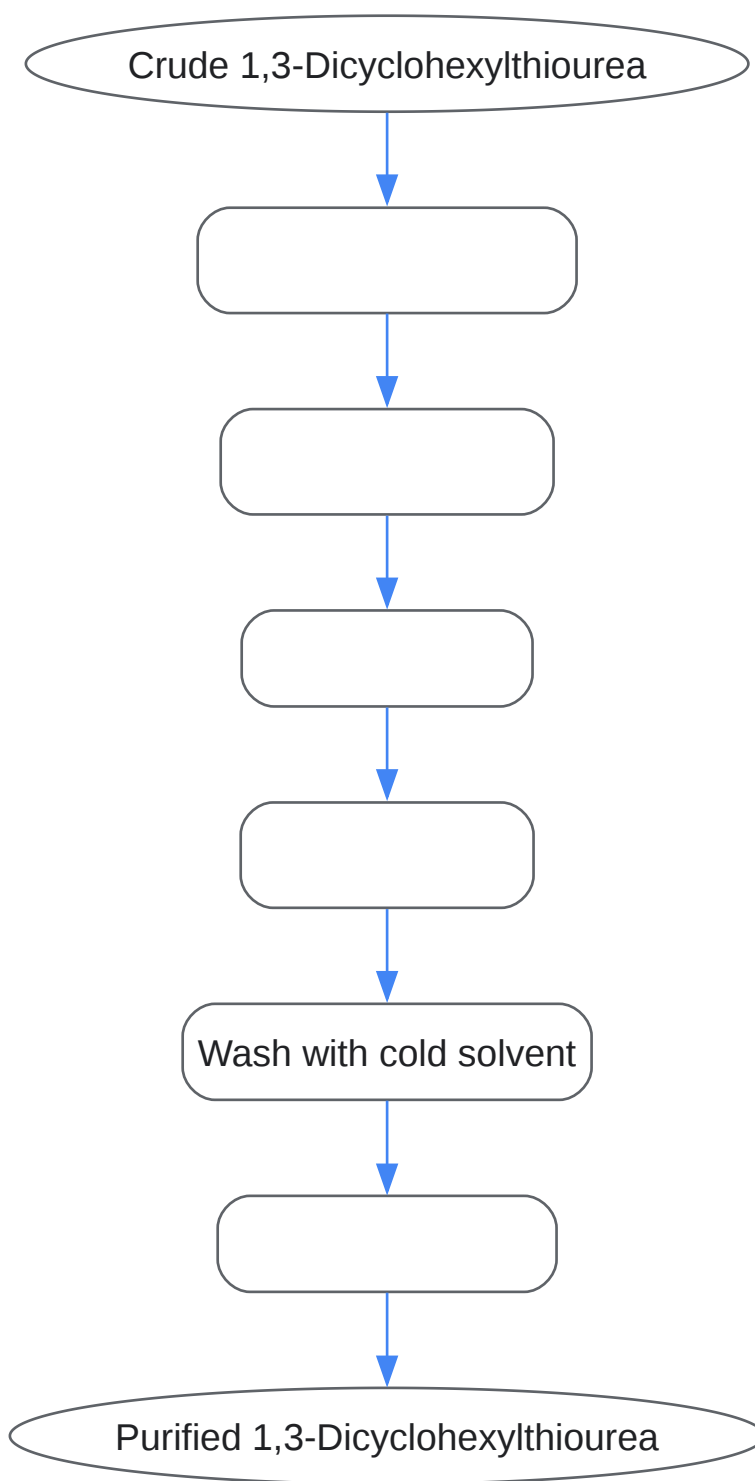 Crude 1,3-Dicyclohexylthiourea
Wash with cold solvent
Purified 1,3-Dicyclohexylthiourea